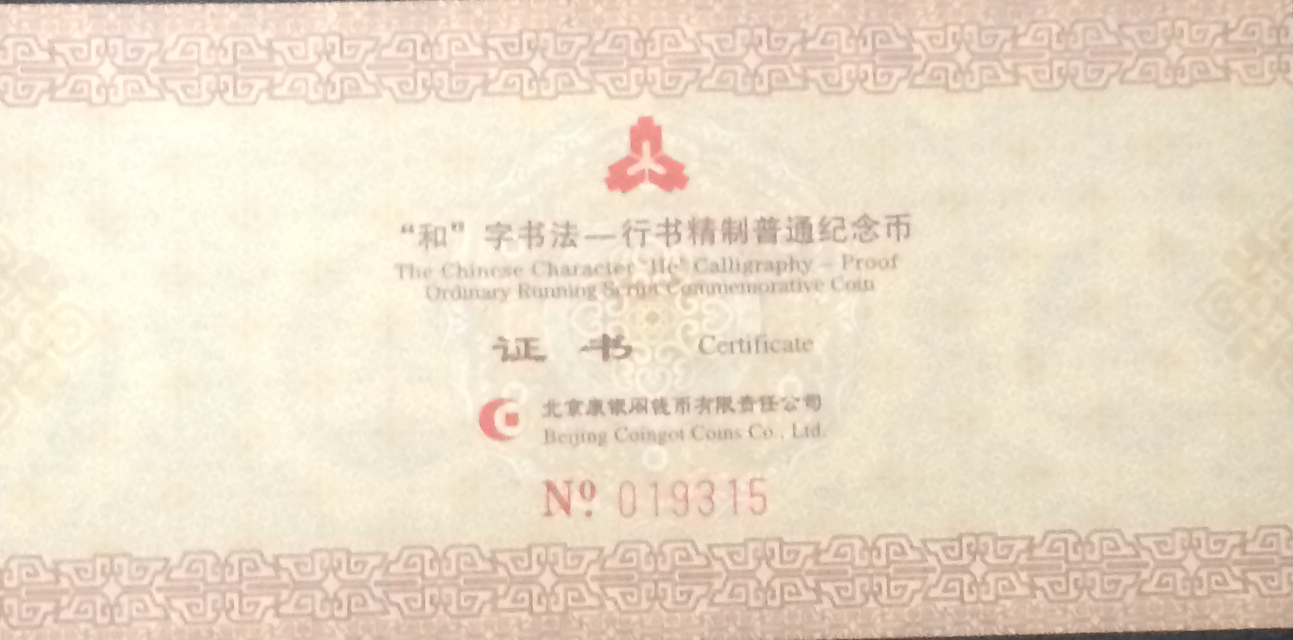 “和”字书法—行书精制普通纪念币
The Chinese Character “He” Calligraphy – Proof
Ordinary Running Script Commemorative Coin
证 书 Certificate
北京康银阁钱币有限责任公司
Beijing Coingot Coins Co., Ltd.
Nº 019315